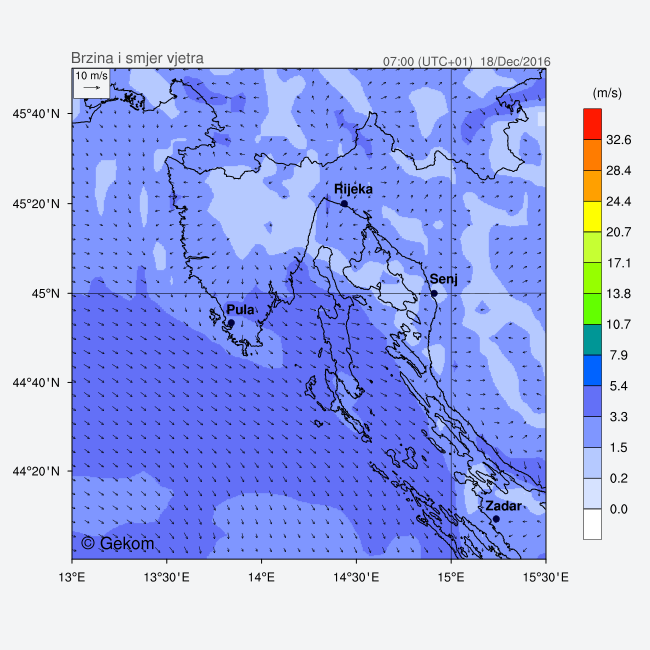 Brzina i smjer vjetra
07:00 (UTC+01) 18/Dec/2016
10 m/s
(m/s)
45°40'N
32.6
28.4
Rijeka
45°20'N
24.4
20.7
17.1
Senj
45°N
13.8
Pula
10.7
7.9
44°40'N
5.4
3.3
1.5
44°20'N
0.2
Zadar
0.0
© Gekom
13°E 13°30'E 14°E 14°30'E 15°E 15°30'E